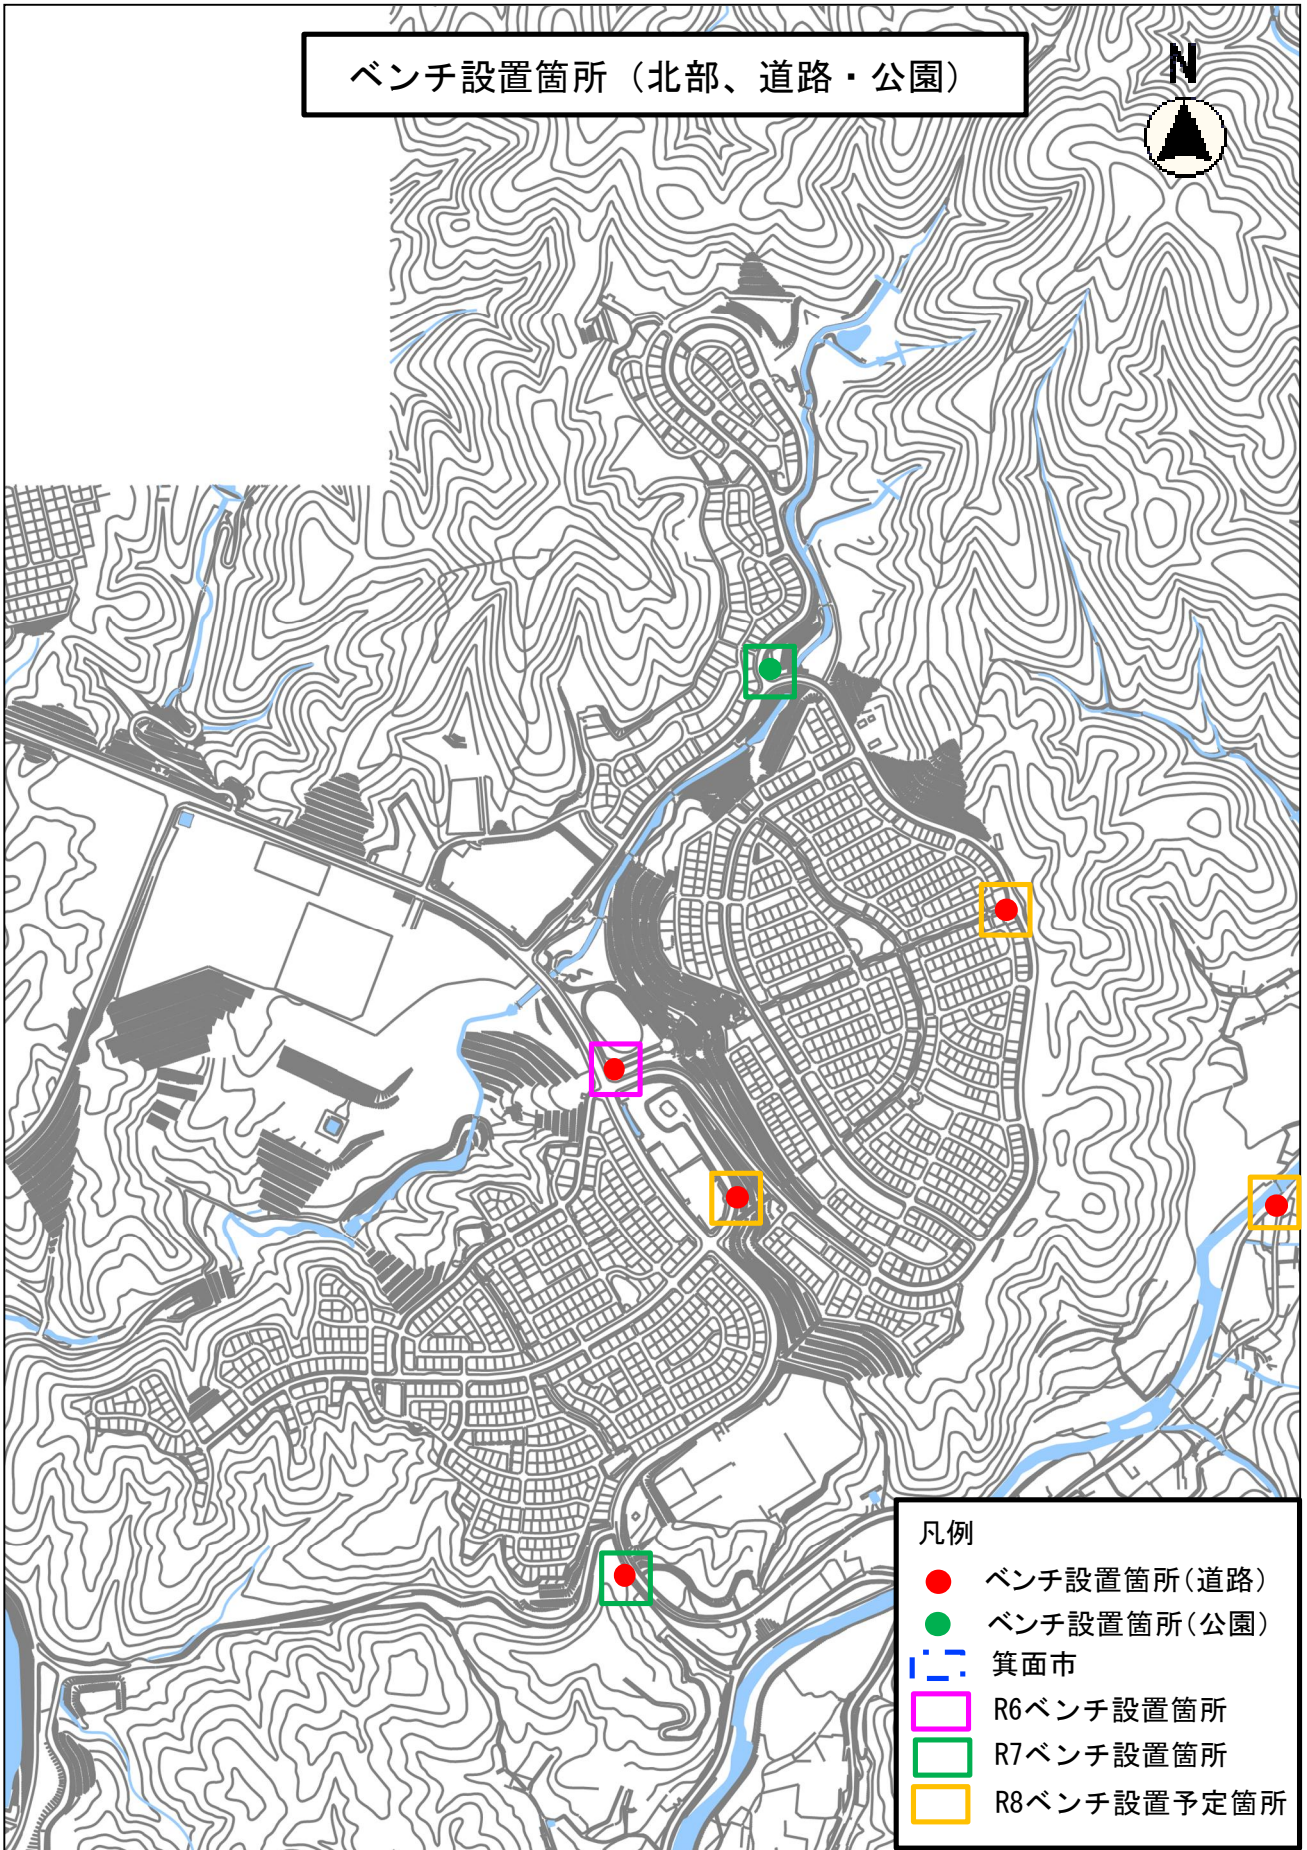 ベンチ設置箇所（北部、道路・公園）
N
凡例
ベンチ設置箇所（道路）
ベンチ設置箇所（公園）
箕面市
R6ベンチ設置箇所
R7ベンチ設置箇所
R8ベンチ設置予定箇所